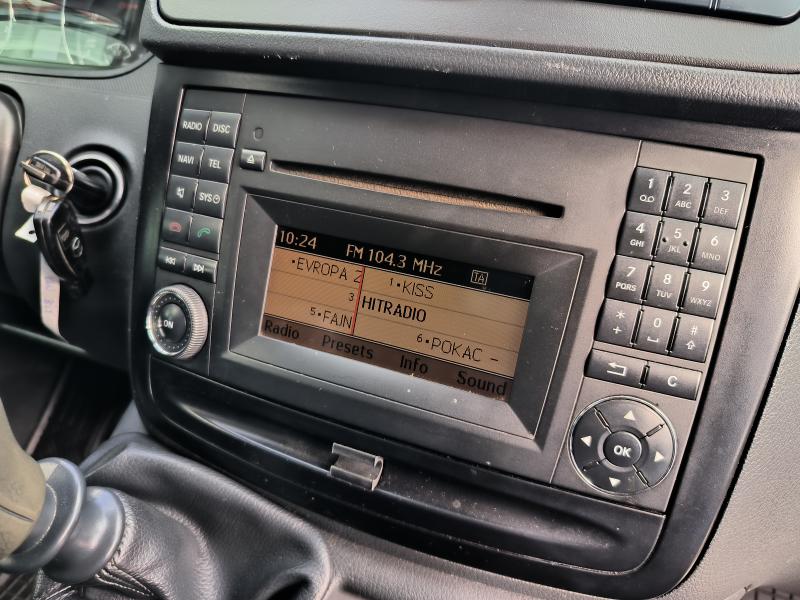 RADIO DISC
NAVI TEL
SYS
ON
10:24 FM 104.3 MHz TA
•EVROPA 2
1•KISS
3 HITRADIO
5•FAJN
6•POKAC -
Radio Presets Info Sound
1 2 ABC 3 DEF
4 GHI 5 JKL 6 MNO
7 PQRS 8 TUV 9 WXYZ
* + 0 #
C
OK